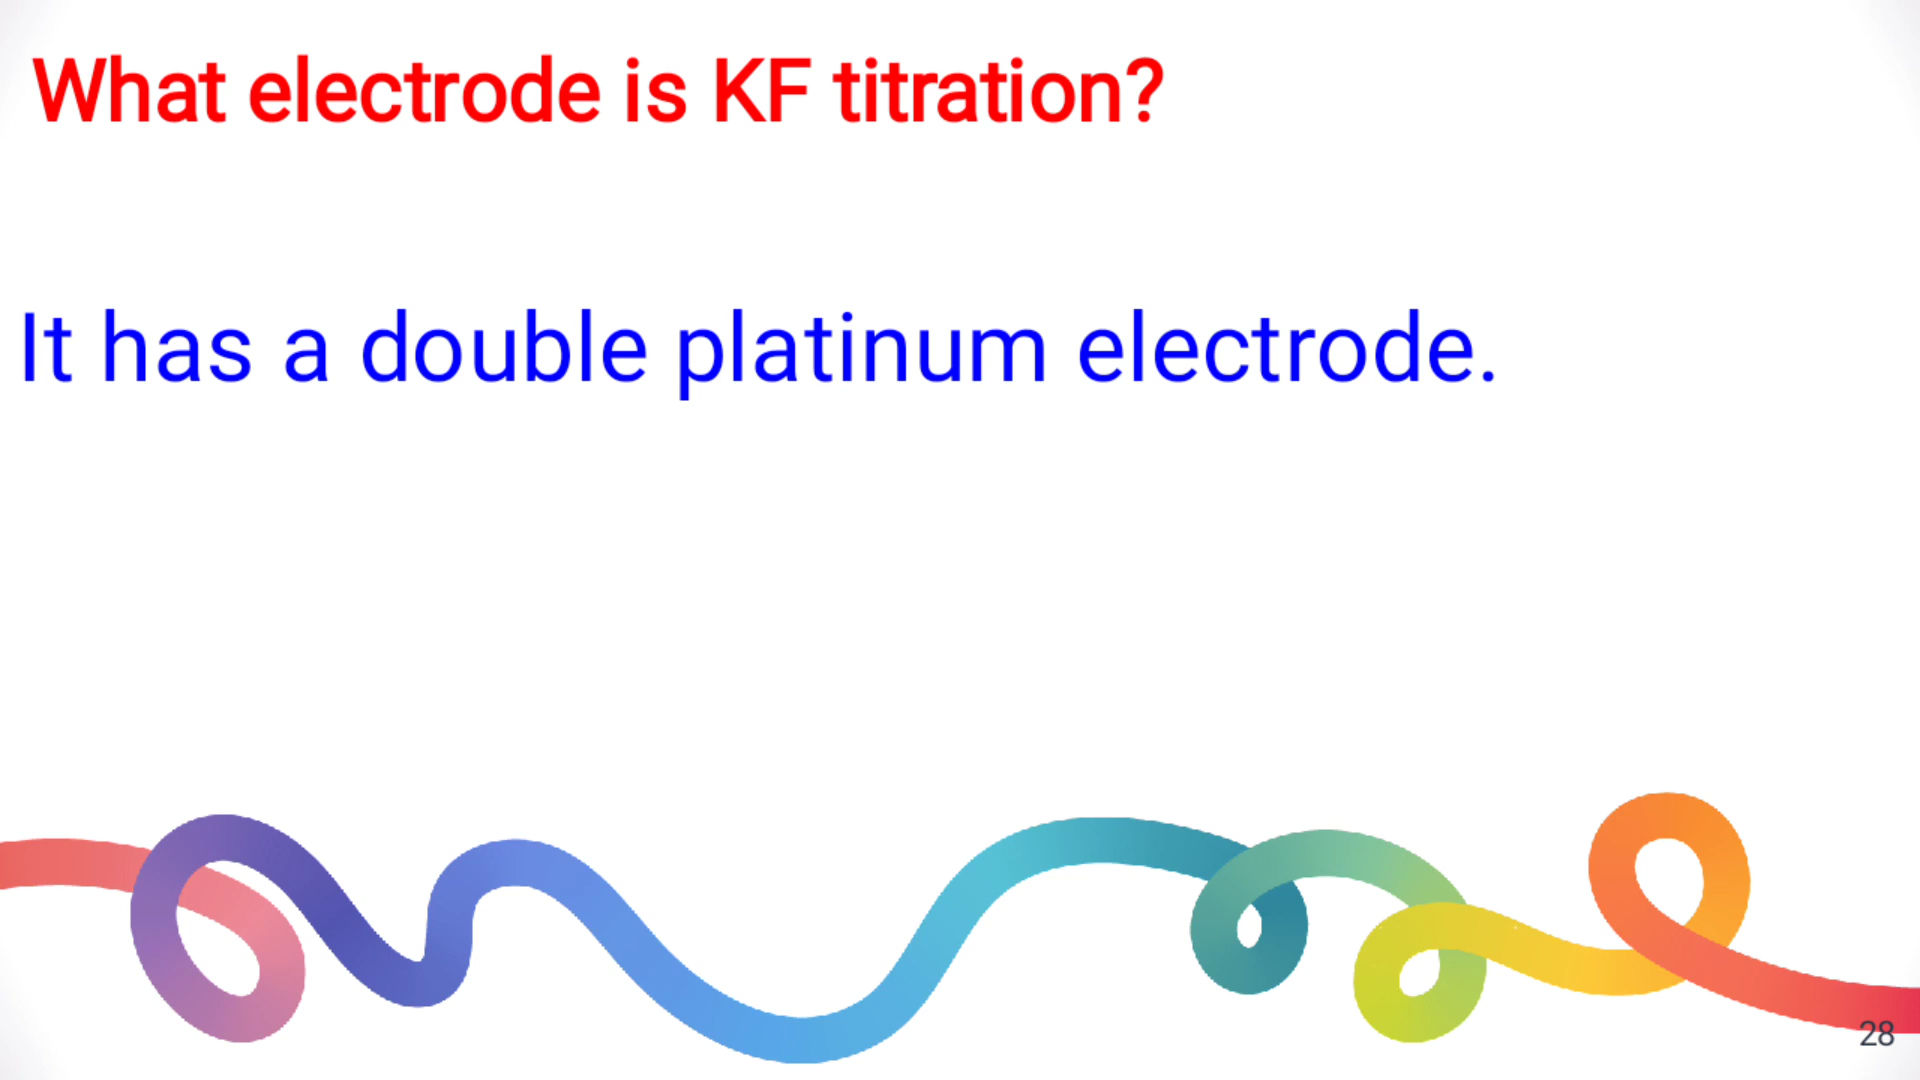 What electrode is KF titration?
It has a double platinum electrode.
28